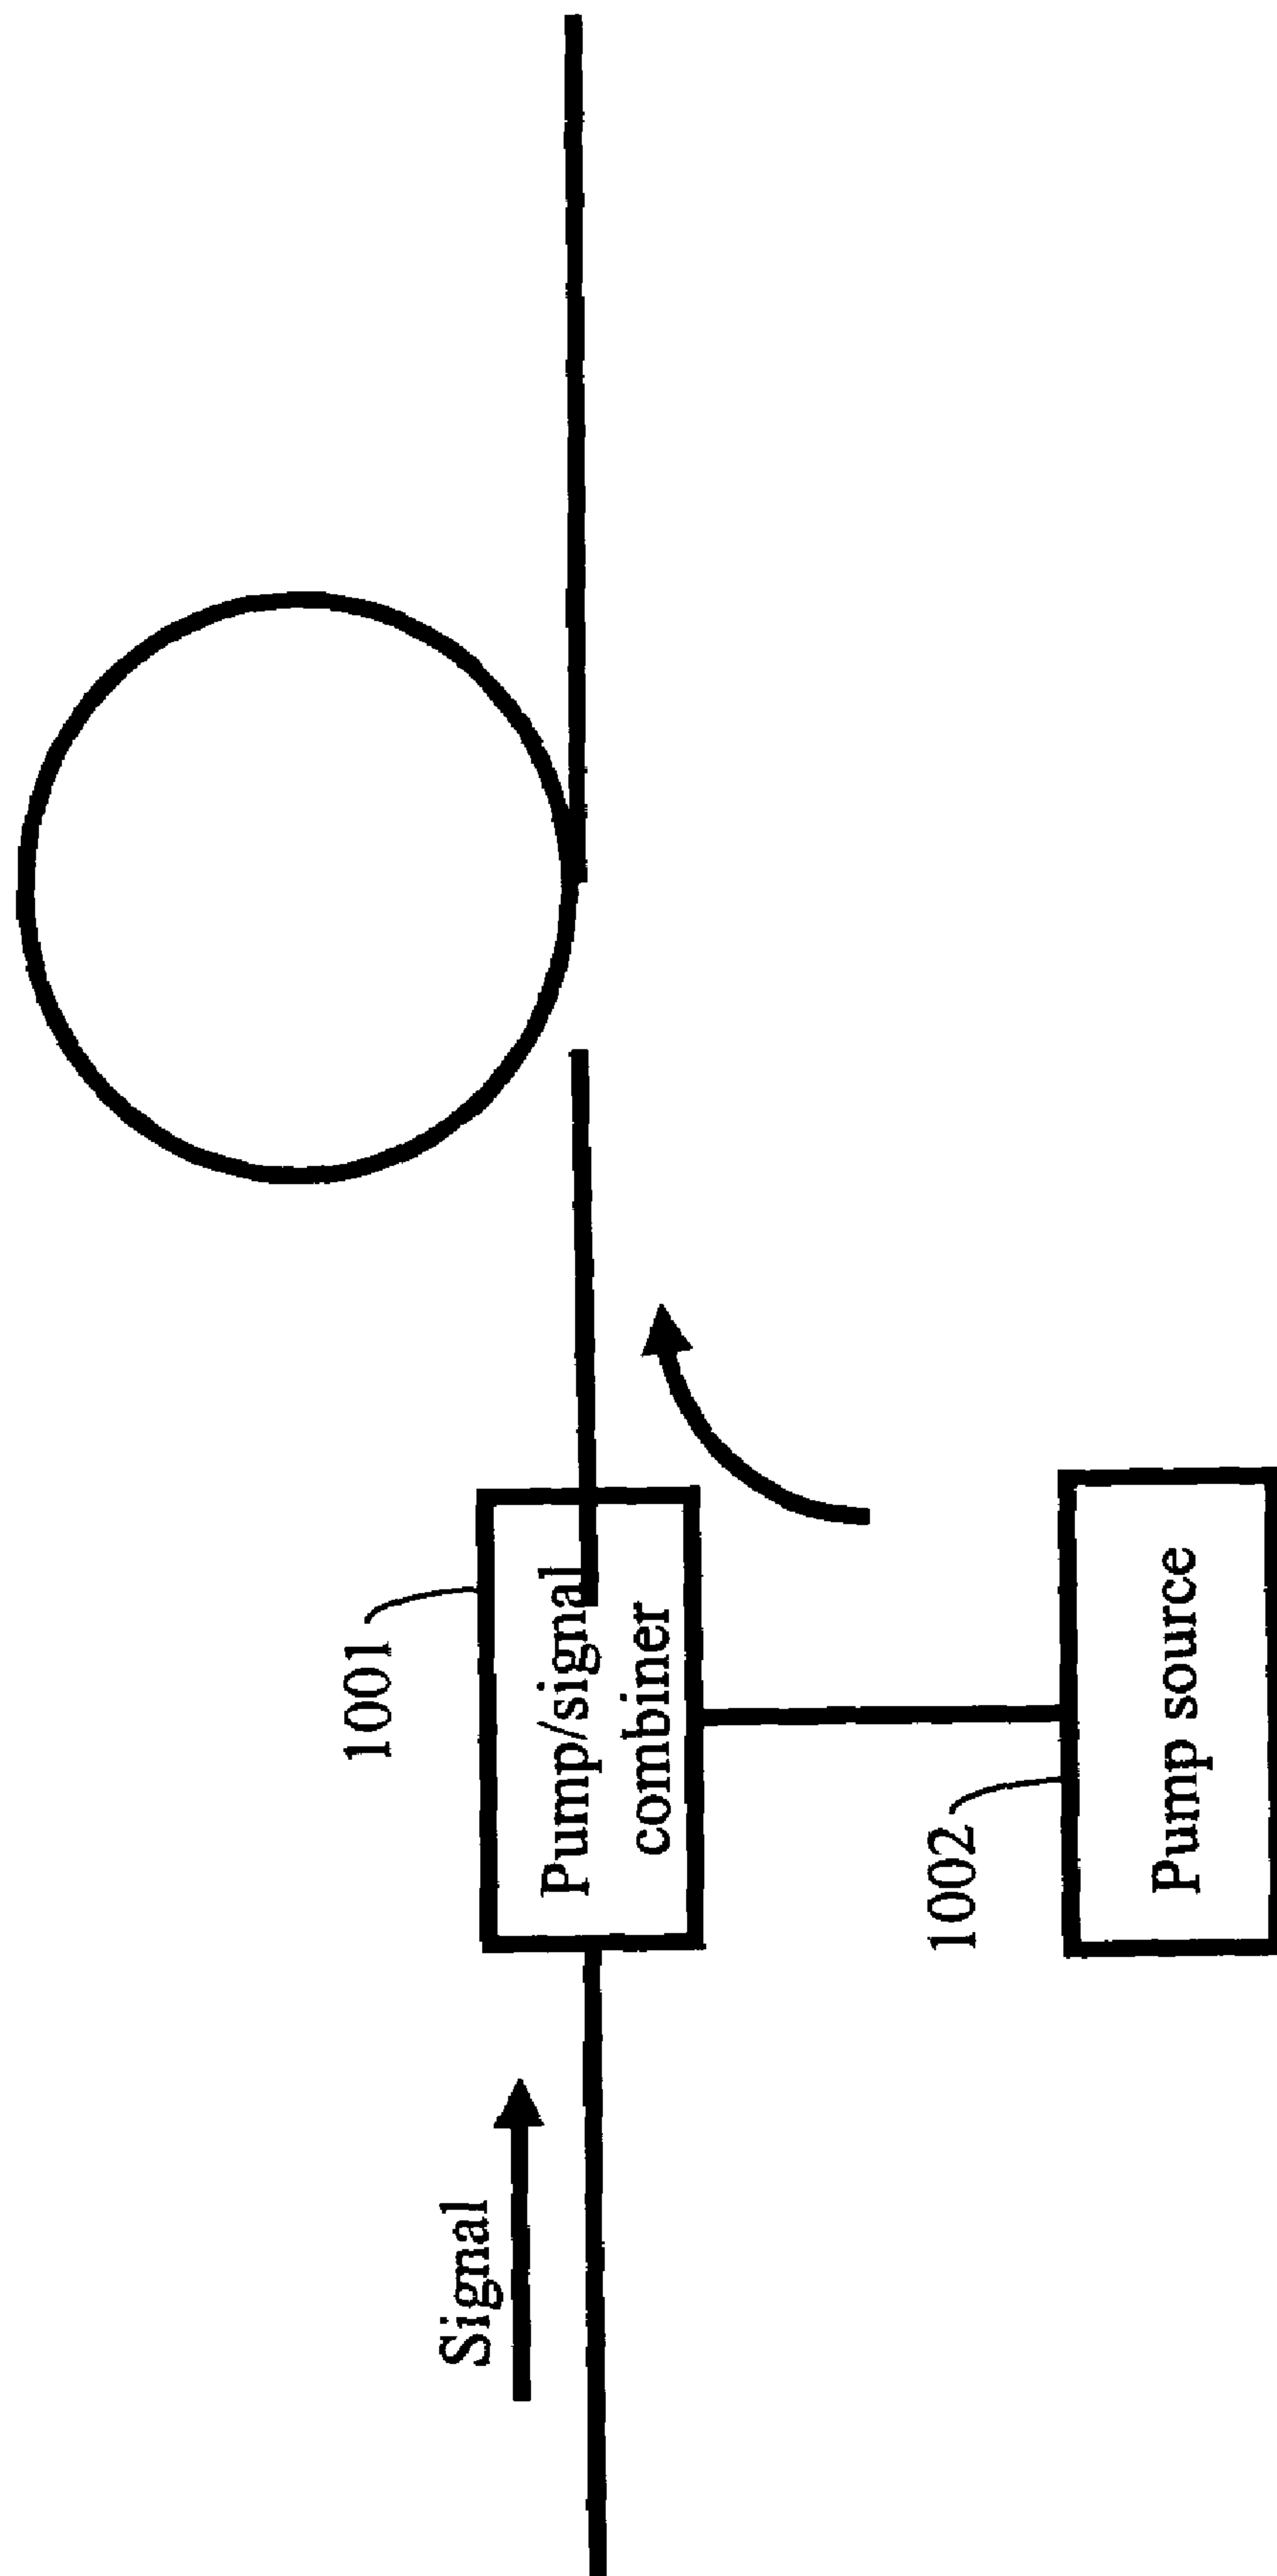 Signal
1001
Pump/signal
combiner
1002
Pump source